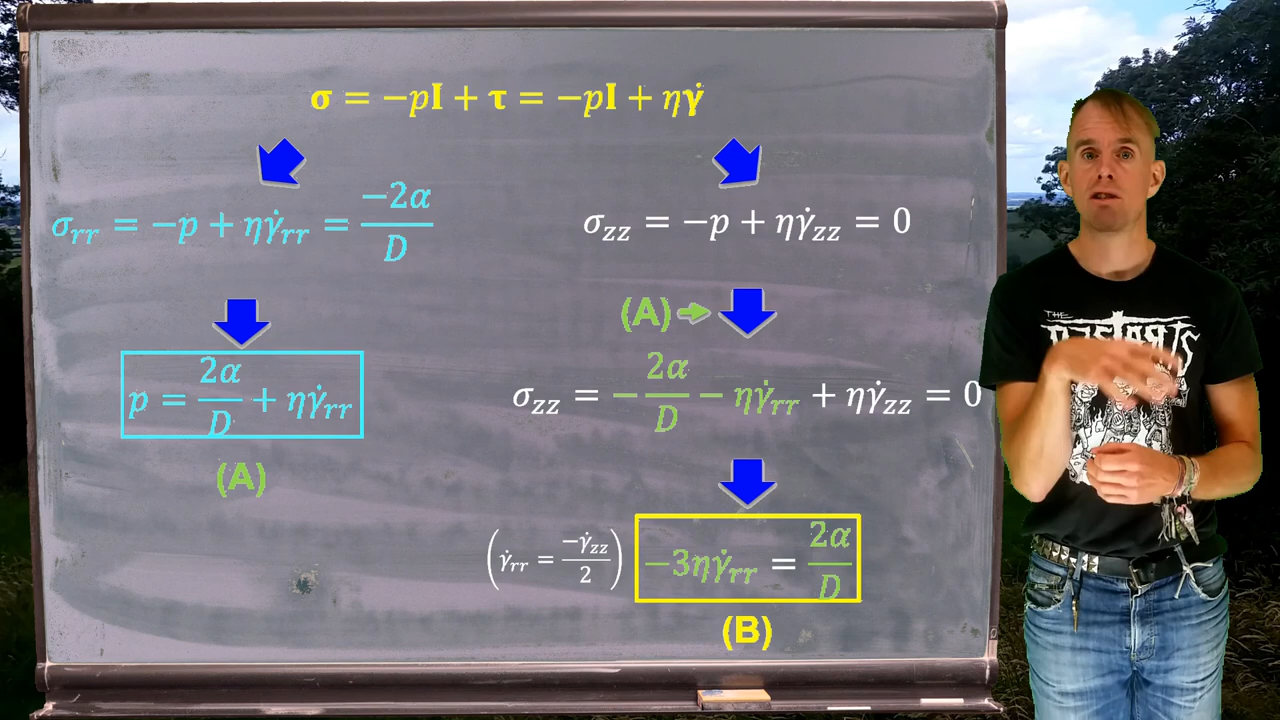 σ = −pI + τ = −pI + ηγ̇
σ_rr = −p + ηγ̇_rr = −2α/D
σ_zz = −p + ηγ̇_zz = 0
(A)
p = 2α/D + ηγ̇_rr
σ_zz = − 2α/D − ηγ̇_rr + ηγ̇_zz = 0
(A)
(γ̇_rr = −γ̇_zz/2) −3ηγ̇_rr = 2α/D
(B)
THE